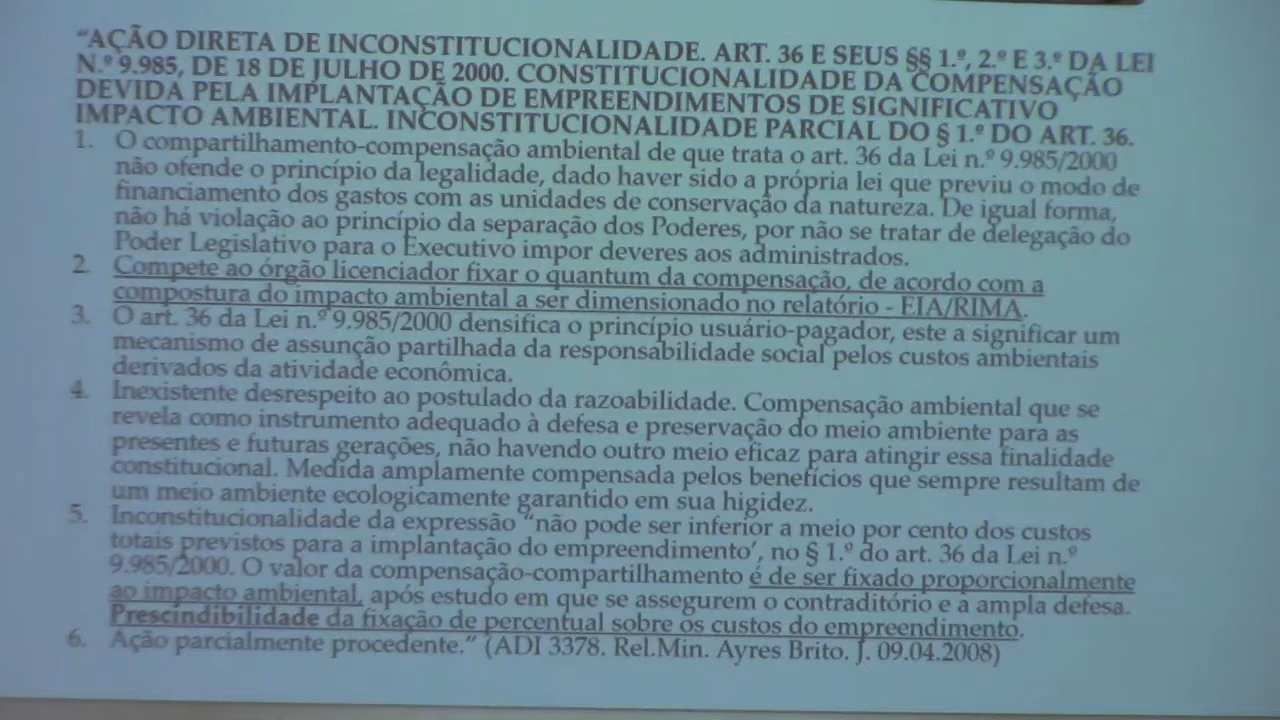 “AÇÃO DIRETA DE INCONSTITUCIONALIDADE. ART. 36 E SEUS §§ 1.º, 2.º E 3.º DA LEI
N.º 9.985, DE 18 DE JULHO DE 2000. CONSTITUCIONALIDADE DA COMPENSAÇÃO
DEVIDA PELA IMPLANTAÇÃO DE EMPREENDIMENTOS DE SIGNIFICATIVO
IMPACTO AMBIENTAL. INCONSTITUCIONALIDADE PARCIAL DO § 1.º DO ART. 36.
1. O compartilhamento-compensação ambiental de que trata o art. 36 da Lei n.º 9.985/2000
não ofende o princípio da legalidade, dado haver sido a própria lei que previu o modo de
financiamento dos gastos com as unidades de conservação da natureza. De igual forma,
não há violação ao princípio da separação dos Poderes, por não se tratar de delegação do
Poder Legislativo para o Executivo impor deveres aos administrados.
2. Compete ao órgão licenciador fixar o quantum da compensação, de acordo com a
compostura do impacto ambiental a ser dimensionado no relatório - EIA/RIMA.
3. O art. 36 da Lei n.º 9.985/2000 densifica o princípio usuário-pagador, este a significar um
mecanismo de assunção partilhada da responsabilidade social pelos custos ambientais
derivados da atividade econômica.
4. Inexistente desrespeito ao postulado da razoabilidade. Compensação ambiental que se
revela como instrumento adequado à defesa e preservação do meio ambiente para as
presentes e futuras gerações, não havendo outro meio eficaz para atingir essa finalidade
constitucional. Medida amplamente compensada pelos benefícios que sempre resultam de
um meio ambiente ecologicamente garantido em sua higidez.
5. Inconstitucionalidade da expressão “não pode ser inferior a meio por cento dos custos
totais previstos para a implantação do empreendimento’, no § 1.º do art. 36 da Lei n.º
9.985/2000. O valor da compensação-compartilhamento é de ser fixado proporcionalmente
ao impacto ambiental, após estudo em que se assegurem o contraditório e a ampla defesa.
Prescindibilidade da fixação de percentual sobre os custos do empreendimento.
6. Ação parcialmente procedente.” (ADI 3378. Rel.Min. Ayres Brito. J. 09.04.2008)